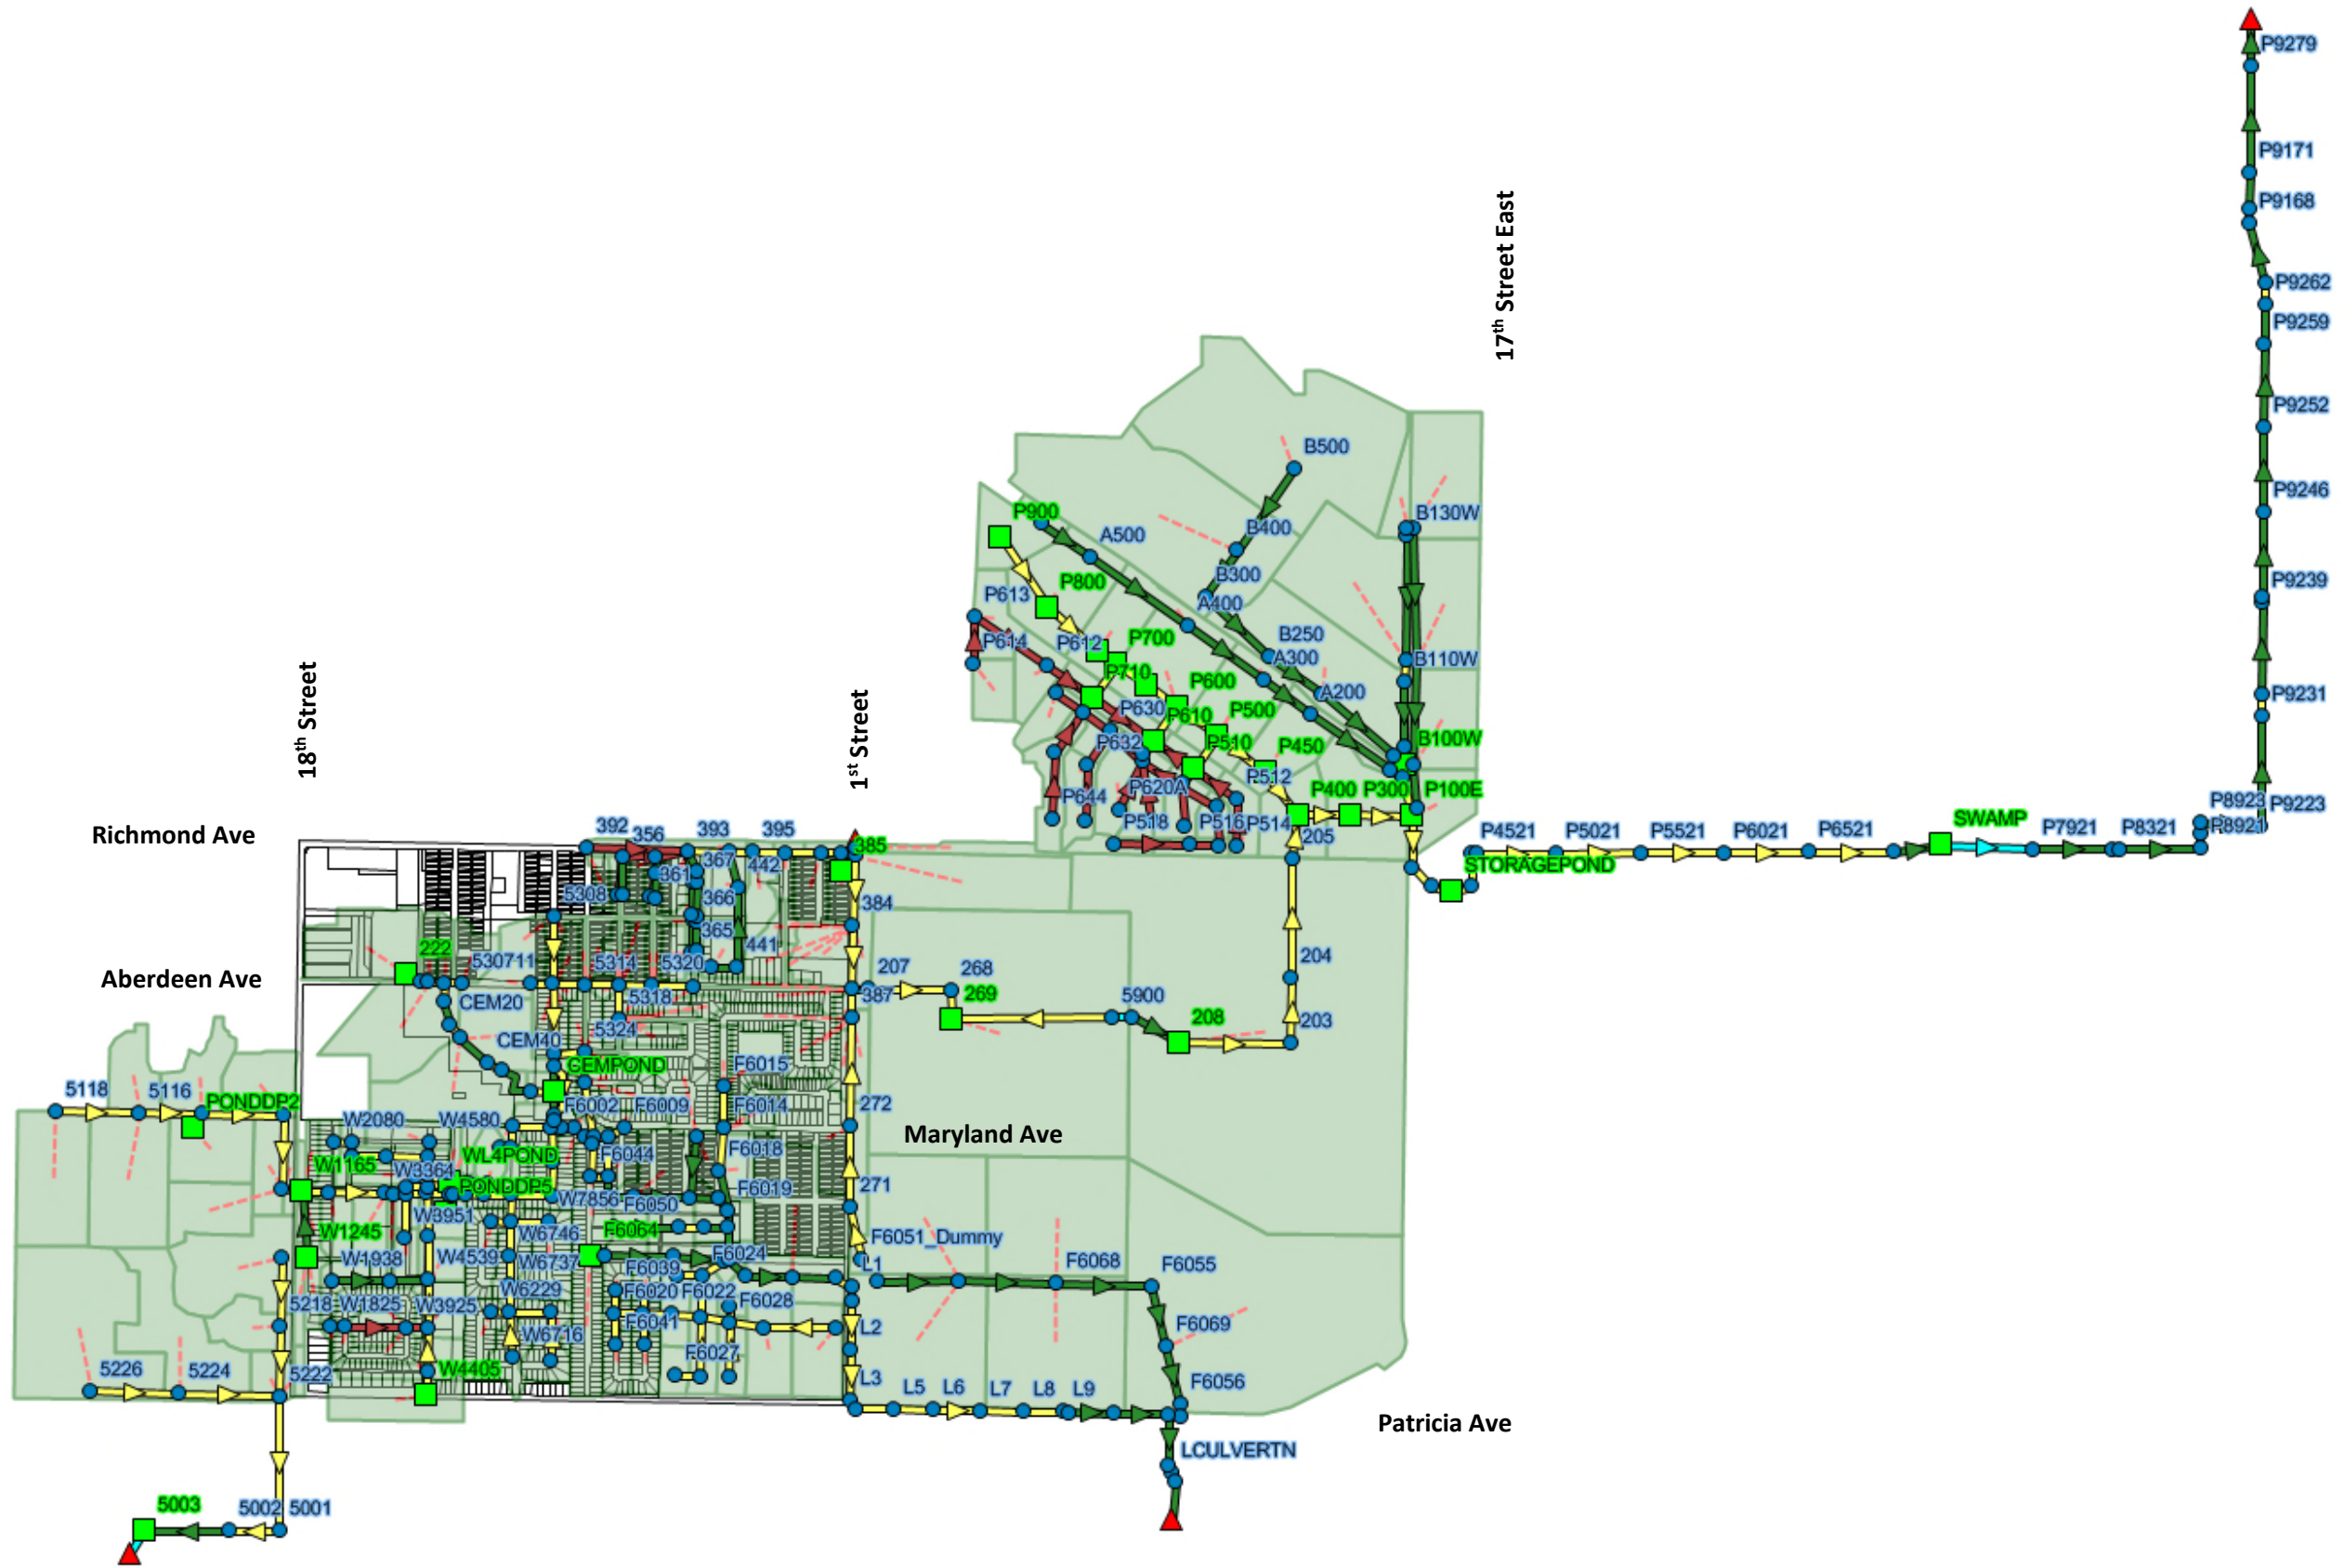 P9279
P9171
P9168
17th Street East
P9262
P9259
P9252
B500
P9246
P900
B130W
A500
B400
P9239
B300
P800
P613
A400
B250
P700
P614
P612
A300
B110W
P710
P600
A200
P9231
18th Street
1st Street
P630
P610
P500
P632
P510
P450
B100W
P512
P620A
P400
P300
P100E
P644
P8923
P9223
Richmond Ave
392
356
393
395
P518
P516
P514
205
P4521
P5021
P5521
P6021
P6521
SWAMP
P7921
P8321
P8921
385
367
442
361
STORAGEPOND
5308
366
384
365
441
222
Aberdeen Ave
530711
5314
5320
207
268
204
387
269
5900
CEM20
5318
208
203
5324
CEM40
GEMPOND
F6015
5118
5116
PONDDP2
F6002
F6009
F6014
272
W2080
W4580
Maryland Ave
WL4POND
F6044
F6018
W1165
W3364
PONDDP5
F6019
271
W7856
F6050
W3951
W1245
W6746
F6064
F6051_Dummy
W1938
W4539
W6737
F6024
F6039
L1
F6068
F6055
W6229
F6020
F6022
F6028
5218
W1825
W3925
F6041
L2
F6069
W6716
F6027
5226
5224
5222
W4405
L3
L5
L6
L7
L8
L9
F6056
Patricia Ave
LCULVERTN
5003
5002
5001